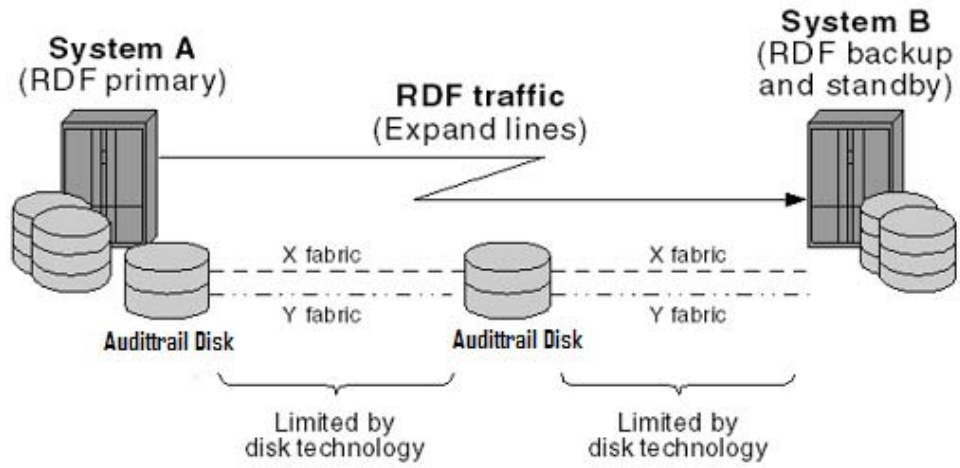 System A
(RDF primary)
System B
(RDF backup
and standby)
RDF traffic
(Expand lines)
X fabric
Y fabric
X fabric
Y fabric
Audittrail Disk
Audittrail Disk
Limited by
disk technology
Limited by
disk technology